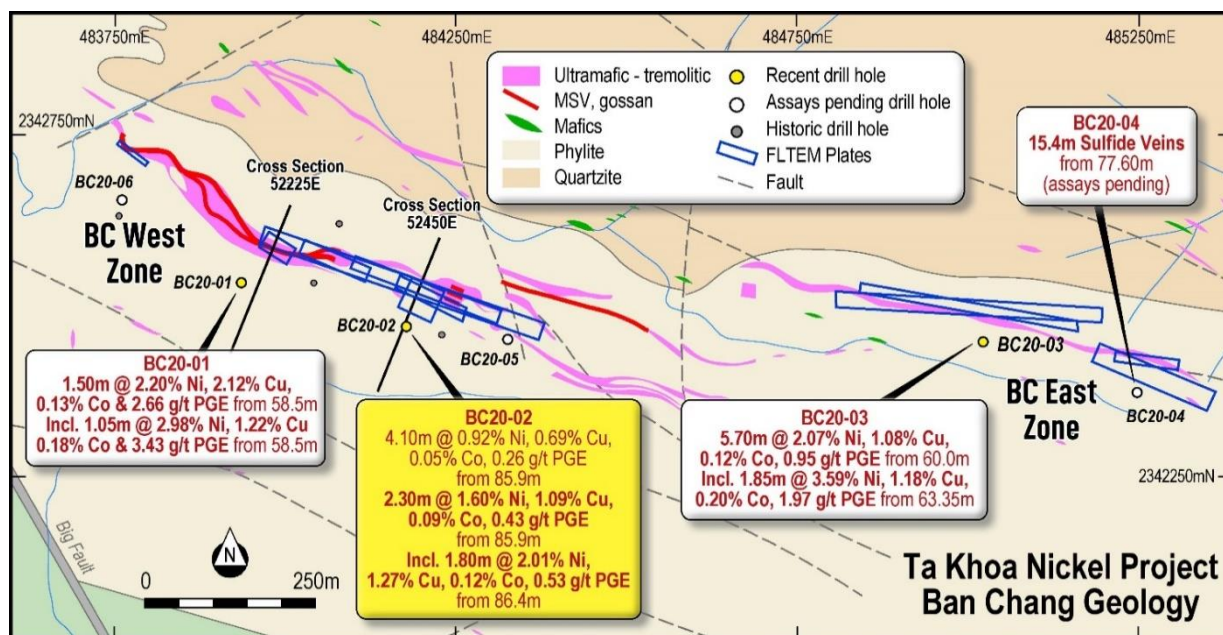 483750mE
484250mE
484750mE
485250mE
2342750mN
Ultramafic - tremolitic
MSV, gossan
Mafics
Phylite
Quartzite
Recent drill hole
Assays pending drill hole
Historic drill hole
FLTEM Plates
Fault
BC20-04
15.4m Sulfide Veins
from 77.60m
(assays pending)
Cross Section
52225E
Cross Section
52450E
BC20-06
BC West
Zone
BC20-01
BC20-02
BC20-05
BC20-03
BC East
Zone
BC20-04
BC20-01
1.50m @ 2.20% Ni, 2.12% Cu,
0.13% Co & 2.66 g/t PGE from 58.5m
Incl. 1.05m @ 2.98% Ni, 1.22% Cu
0.18% Co & 3.43 g/t PGE from 58.5m
BC20-02
4.10m @ 0.92% Ni, 0.69% Cu,
0.05% Co, 0.26 g/t PGE
from 85.9m
2.30m @ 1.60% Ni, 1.09% Cu,
0.09% Co, 0.43 g/t PGE
from 85.9m
Incl. 1.80m @ 2.01% Ni,
1.27% Cu, 0.12% Co, 0.53 g/t PGE
from 86.4m
BC20-03
5.70m @ 2.07% Ni, 1.08% Cu,
0.12% Co, 0.95 g/t PGE from 60.0m
Incl. 1.85m @ 3.59% Ni, 1.18% Cu,
0.20% Co, 1.97 g/t PGE from 63.35m
2342250mN
Big Fault
N
0
250m
Ta Khoa Nickel Project
Ban Chang Geology